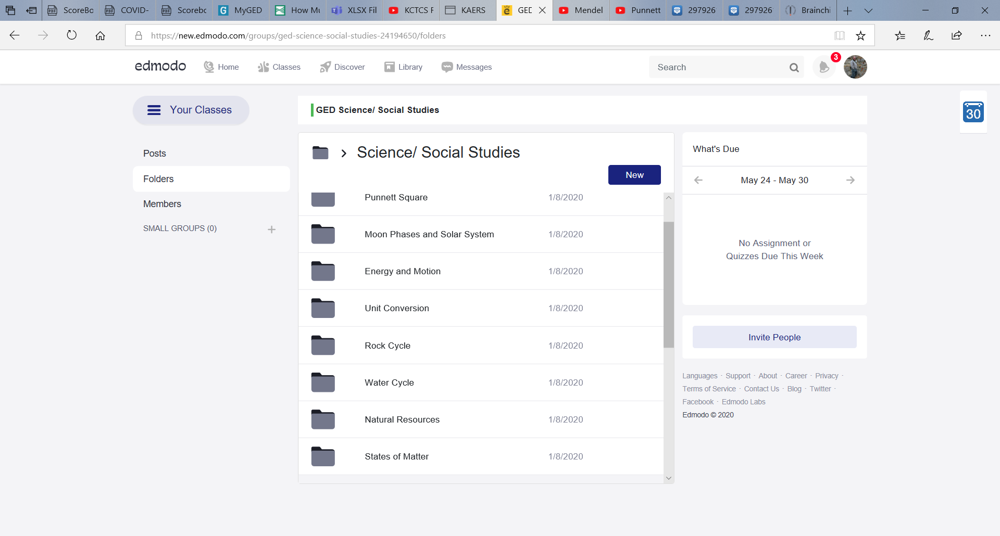 ScoreBo
COVID-
Scorebo
MyGED
How Mu
XLSX Fil
KCTCS F
KAERS
GED
Mendel
Punnett
297926
297926
Brainchi
https://new.edmodo.com/groups/ged-science-social-studies-24194650/folders
edmodo
Home
Classes
Discover
Library
Messages
Search
3
Your Classes
GED Science/ Social Studies
30
Posts
Folders
Members
SMALL GROUPS (0)
Science/ Social Studies
New
Punnett Square 1/8/2020
Moon Phases and Solar System 1/8/2020
Energy and Motion 1/8/2020
Unit Conversion 1/8/2020
Rock Cycle 1/8/2020
Water Cycle 1/8/2020
Natural Resources 1/8/2020
States of Matter 1/8/2020
What's Due
May 24 - May 30
No Assignment or
Quizzes Due This Week
Invite People
Languages · Support · About · Career · Privacy ·
Terms of Service · Contact Us · Blog · Twitter ·
Facebook · Edmodo Labs
Edmodo © 2020